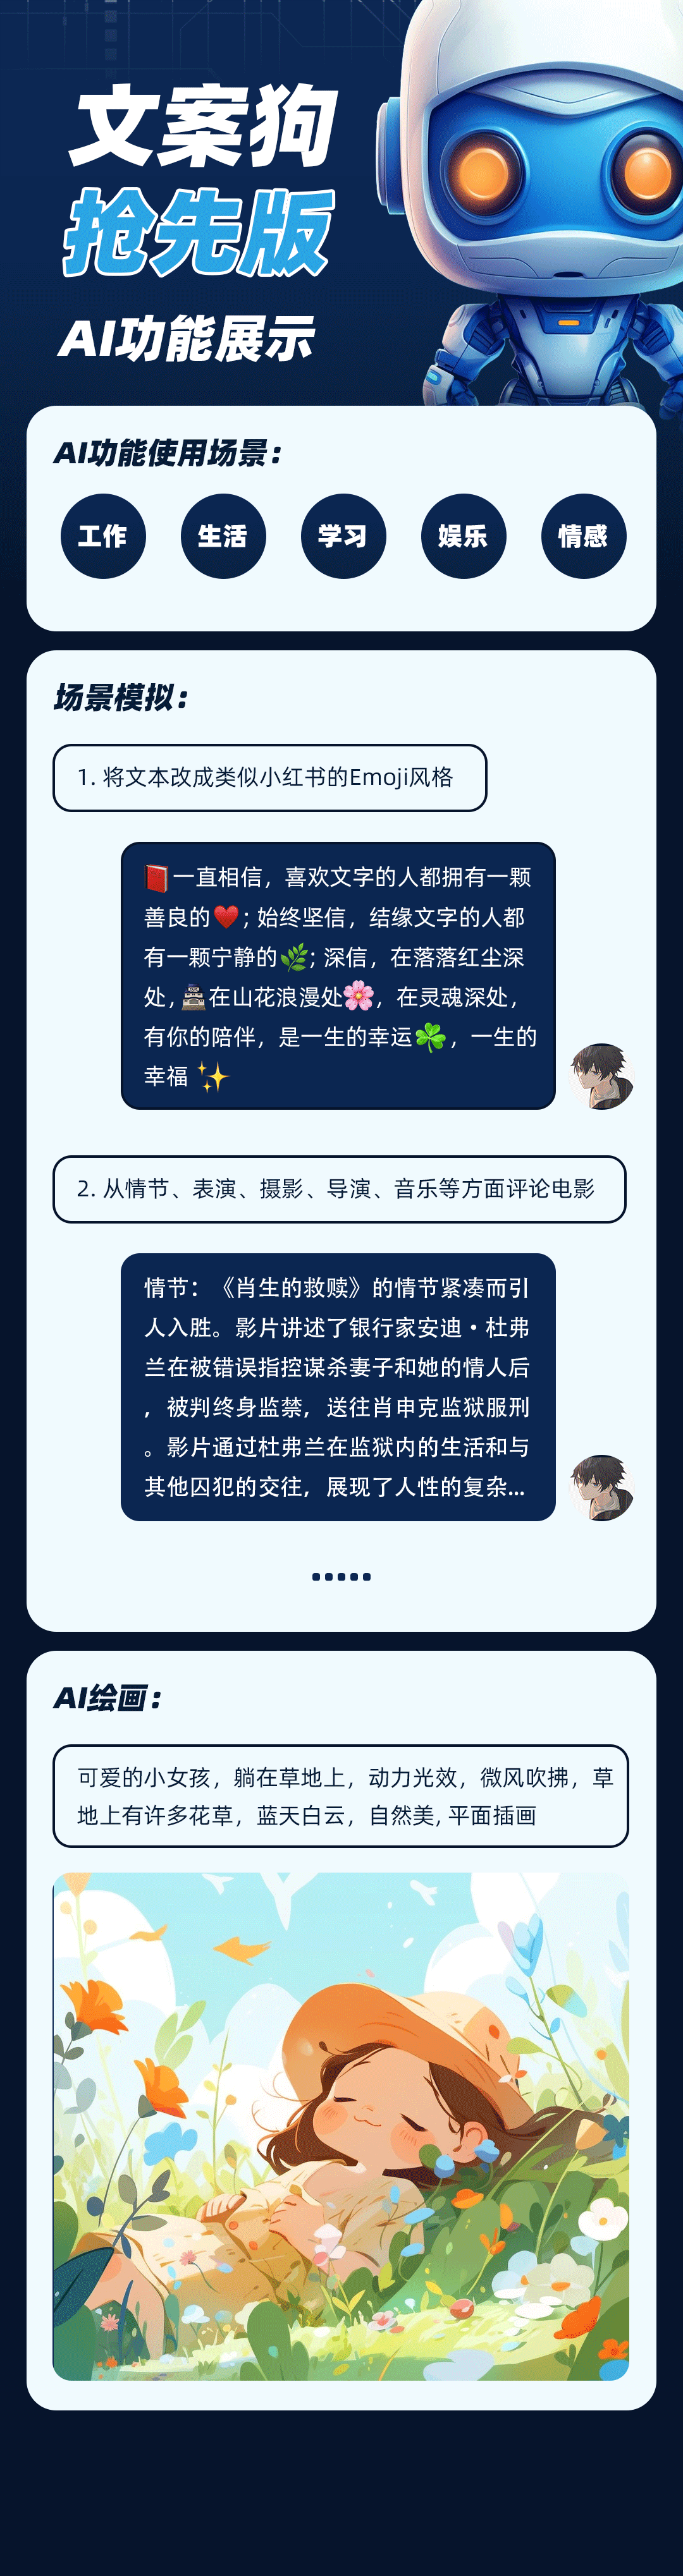 文案狗
抢先版
AI功能展示
AI功能使用场景：
工作 生活 学习 娱乐 情感
场景模拟：
1. 将文本改成类似小红书的Emoji风格
📕一直相信，喜欢文字的人都拥有一颗
善良的❤️；始终坚信，结缘文字的人都
有一颗宁静的🌿；深信，在落落红尘深
处，🏯在山花浪漫处🌸，在灵魂深处，
有你的陪伴，是一生的幸运☘️，一生的
幸福 ✨
2. 从情节、表演、摄影、导演、音乐等方面评论电影
情节：《肖生的救赎》的情节紧凑而引
人入胜。影片讲述了银行家安迪·杜弗
兰在被错误指控谋杀妻子和她的情人后
，被判终身监禁，送往肖申克监狱服刑
。影片通过杜弗兰在监狱内的生活和与
其他囚犯的交往，展现了人性的复杂...
.....
AI绘画：
可爱的小女孩，躺在草地上，动力光效，微风吹拂，草
地上有许多花草，蓝天白云，自然美, 平面插画